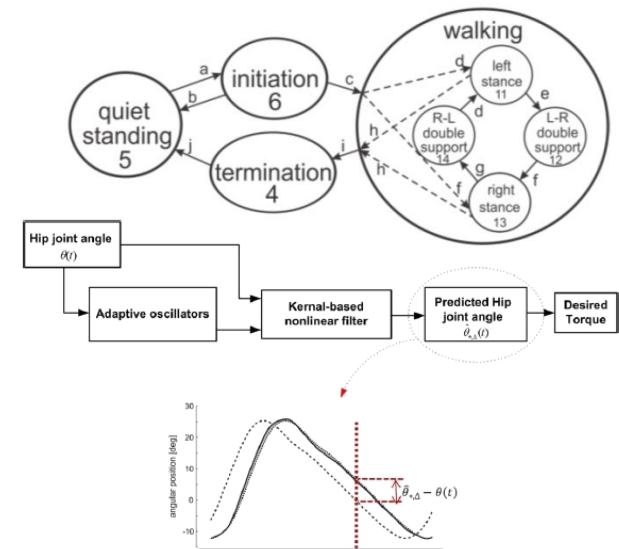 walking
a
b
c
d
initiation
6
left
stance
11
e
quiet
standing
5
R-L
double
support
14
d
L-R
double
support
12
h
i
j
termination
4
h
f
g
f
right
stance
13
Hip joint angle
θ(t)
Adaptive oscillators
Kernal-based
nonlinear filter
Predicted Hip
joint angle
θ̂*,Δ(t)
Desired
Torque
angular position [deg]
30
20
10
0
-10
θ̂*,Δ − θ(t)